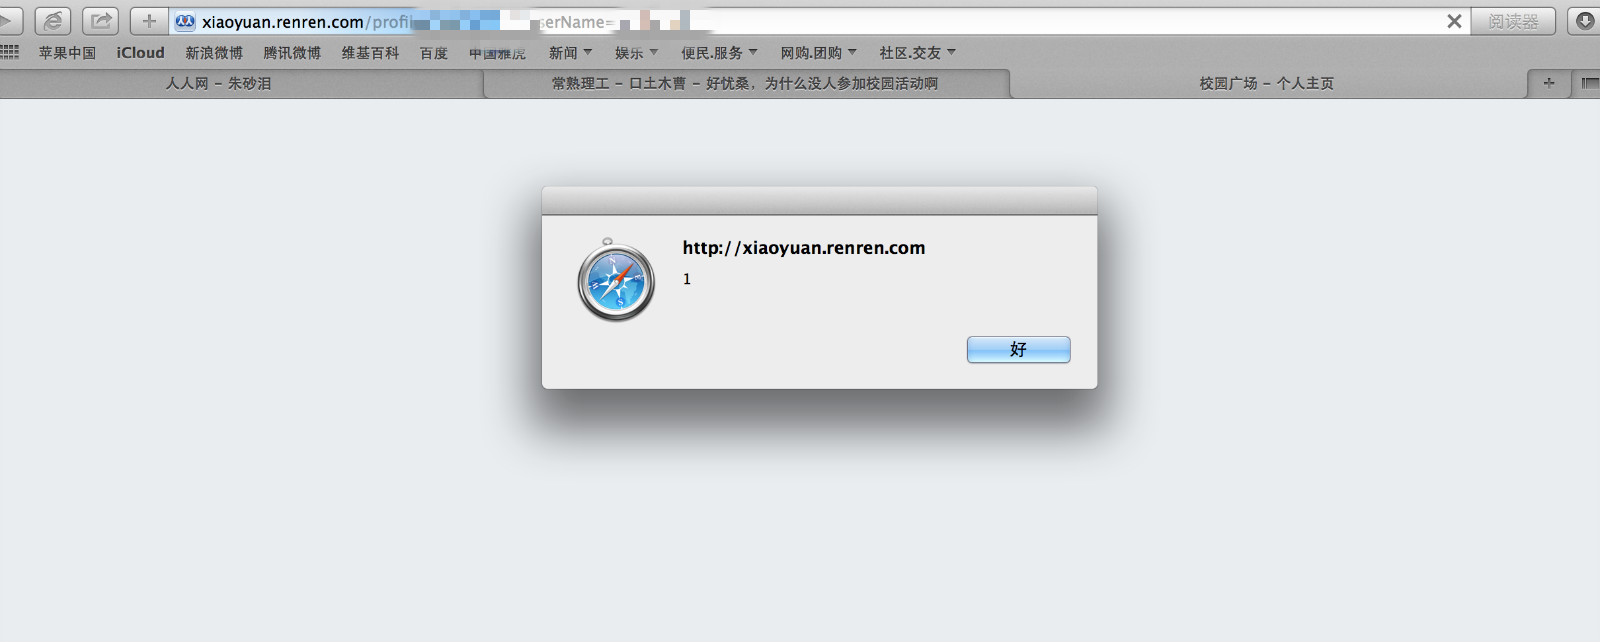 xiaoyuan.renren.com/profil serName= 阅读器
苹果中国 iCloud 新浪微博 腾讯微博 维基百科 百度 中国雅虎 新闻 娱乐 便民.服务 网购.团购 社区.交友
人人网 - 朱砂泪 常熟理工 - 口土木曹 - 好忧桑，为什么没人参加校园活动啊 校园广场 - 个人主页
http://xiaoyuan.renren.com
1
好